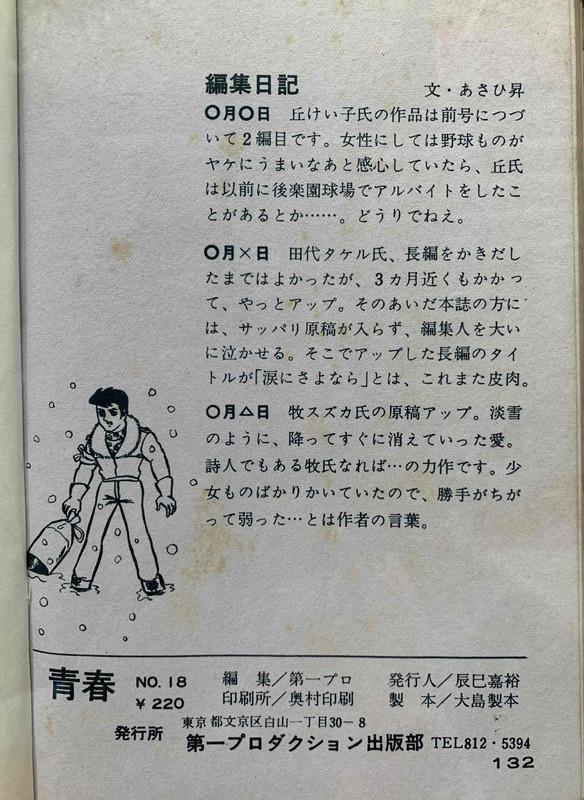 編集日記
文・あさひ昇
〇月〇日　丘けい子氏の作品は前号につづ
いて2編目です。女性にしては野球ものが
ヤケにうまいなあと感心していたら、丘氏
は以前に後楽園球場でアルバイトをしたこ
とがあるとか……。どうりでねえ。
〇月×日　田代タケル氏、長編をかきだし
たまではよかったが、3カ月近くもかかっ
て、やっとアップ。そのあいだ本誌の方に
は、サッパリ原稿が入らず、編集人を大い
に泣かせる。そこでアップした長編のタイ
トルが「涙にさよなら」とは、これまた皮肉。
〇月△日　牧スズカ氏の原稿アップ。淡雪
のように、降ってすぐに消えていった愛。
詩人でもある牧氏なれば…の力作です。少
女ものばかりかいていたので、勝手がちが
って弱った…とは作者の言葉。
青春 NO.18 ￥220
編　集／第一プロ　発行人／辰巳嘉裕
印刷所／奥村印刷　製　本／大島製本
東京都文京区白山一丁目30－8
発行所 第一プロダクション出版部 TEL812・5394
132